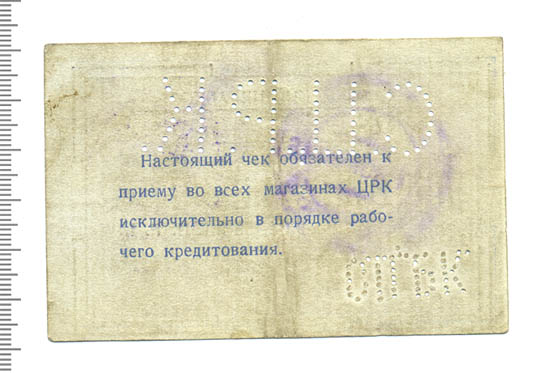 Настоящий чек обязателен к
приему во всех магазинах ЦРК
исключительно в порядке рабо-
чего кредитования.